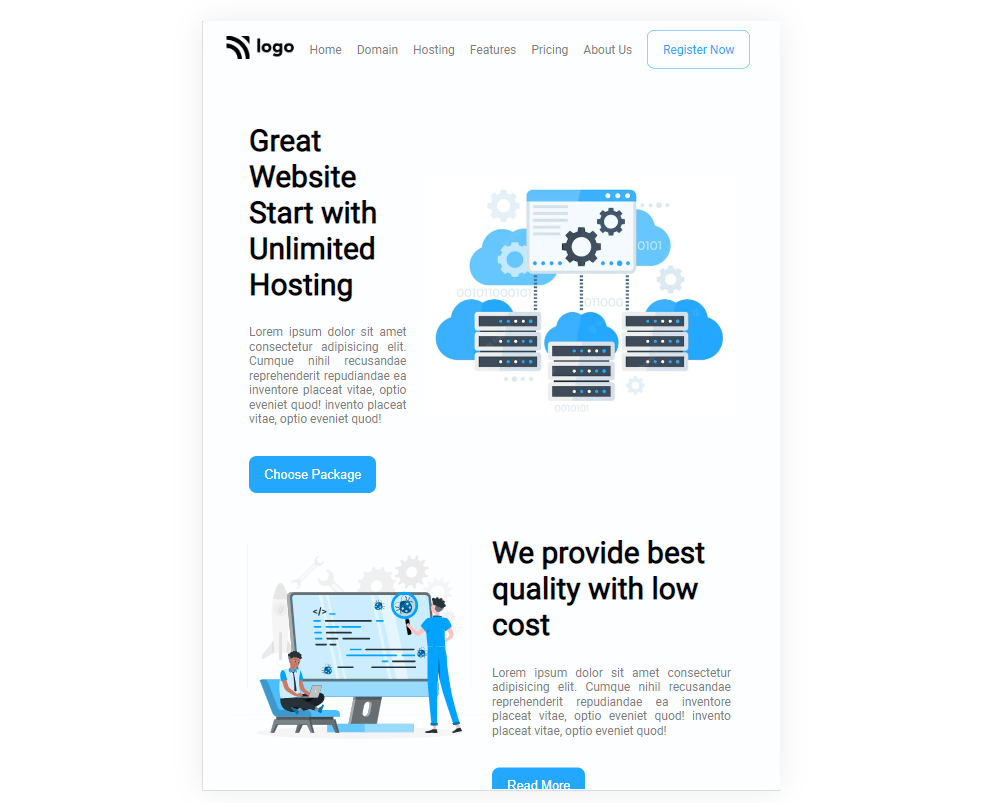 logo Home Domain Hosting Features Pricing About Us Register Now
Great
Website
Start with
Unlimited
Hosting
Lorem ipsum dolor sit amet
consectetur adipisicing elit.
Cumque nihil recusandae
reprehenderit repudiandae ea
inventore placeat vitae, optio
eveniet quod! invento placeat
vitae, optio eveniet quod!
Choose Package
0101
001011000101
011000
0010101
We provide best
quality with low
cost
Lorem ipsum dolor sit amet consectetur
adipisicing elit. Cumque nihil recusandae
reprehenderit repudiandae ea inventore
placeat vitae, optio eveniet quod! invento
placeat vitae, optio eveniet quod!
</>
Read More